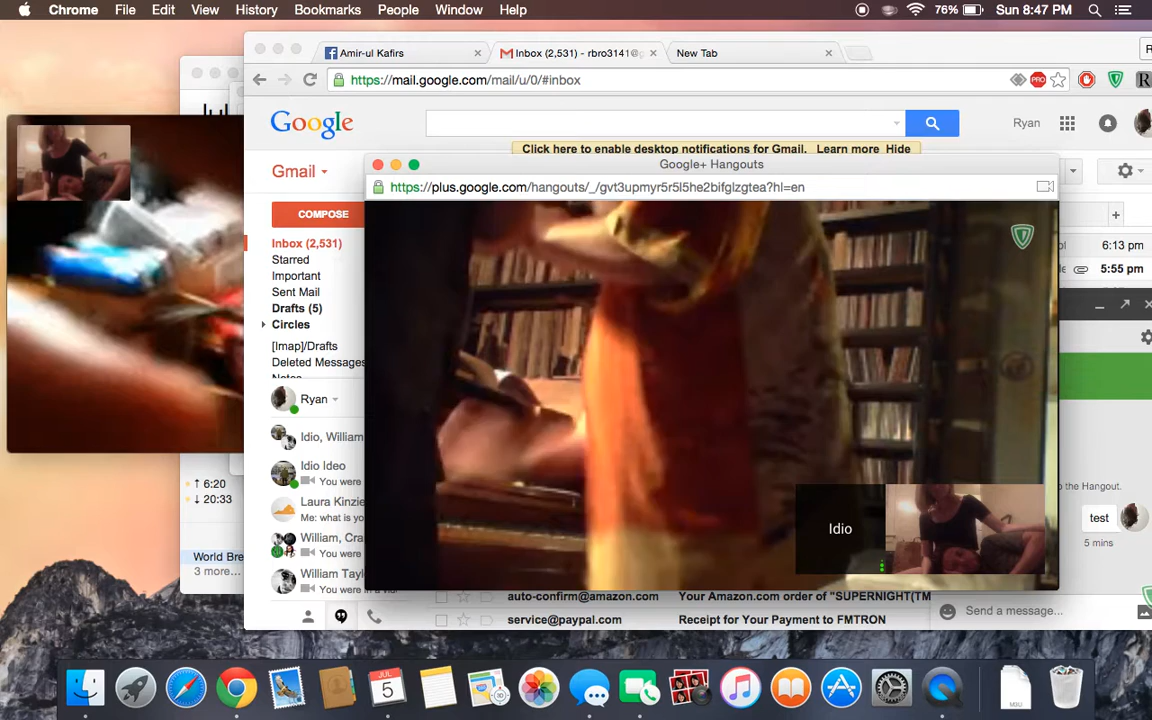 Chrome File Edit View History Bookmarks People Window Help
76% Sun 8:47 PM
Amir-ul Kafirs
Inbox (2,531) - rbro3141@g
New Tab
https://mail.google.com/mail/u/0/#inbox
PRO
Google
Ryan
Click here to enable desktop notifications for Gmail. Learn more Hide
Gmail
Google+ Hangouts
https://plus.google.com/hangouts/_/gvt3upmyr5r5l5he2bifglzgtea?hl=en
COMPOSE
Inbox (2,531)
Starred
Important
Sent Mail
Drafts (5)
Circles
[Imap]/Drafts
Deleted Messages
6:13 pm
5:55 pm
Ryan
Idio, William
Idio Ideo
You were
Laura Kinzie
Me: what is yo
William, Cra
You were
William Tayl
You were in a vi
↑ 6:20
↓ 20:33
World Bre
3 more...
Idio
o the Hangout.
test
5 mins
Send a message...
auto-confirm@amazon.com Your Amazon.com order of "SUPERNIGHT(TM
service@paypal.com Receipt for Your Payment to FMTRON
JUL
5
M3U